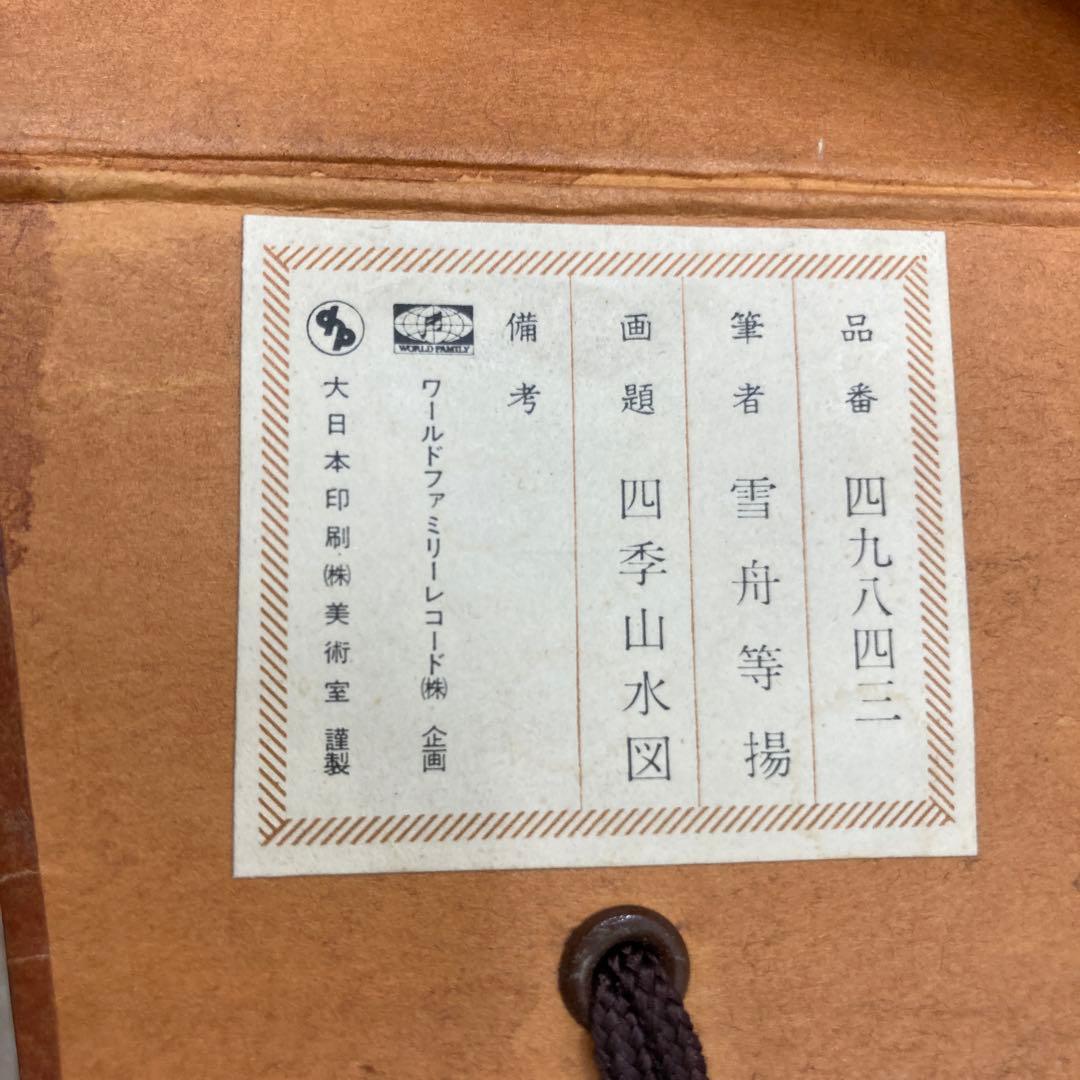 品番 四九八四三
筆者 雪舟等揚
画題 四季山水図
備考
WORLD FAMILY
ワールドファミリーレコード㈱ 企画
dnp
大日本印刷㈱美術室 謹製